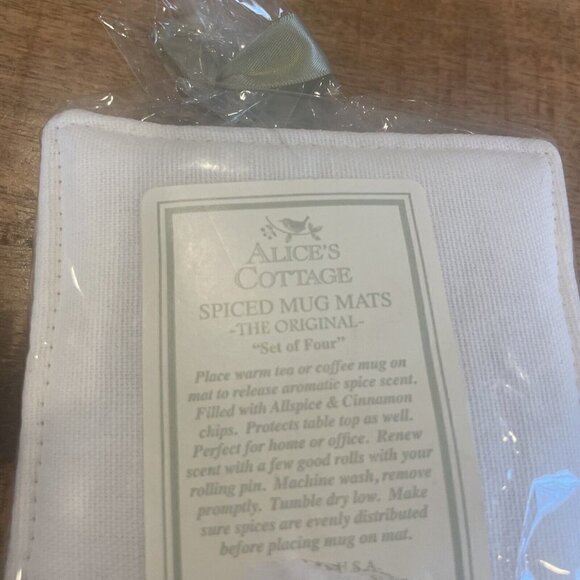 ALICE'S
COTTAGE
SPICED MUG MATS
-THE ORIGINAL-
"Set of Four"
Place warm tea or coffee mug on
mat to release aromatic spice scent.
Filled with Allspice & Cinnamon
chips. Protects table top as well.
Perfect for home or office. Renew
scent with a few good rolls with your
rolling pin. Machine wash, remove
promptly. Tumble dry low. Make
sure spices are evenly distributed
before placing mug on mat.